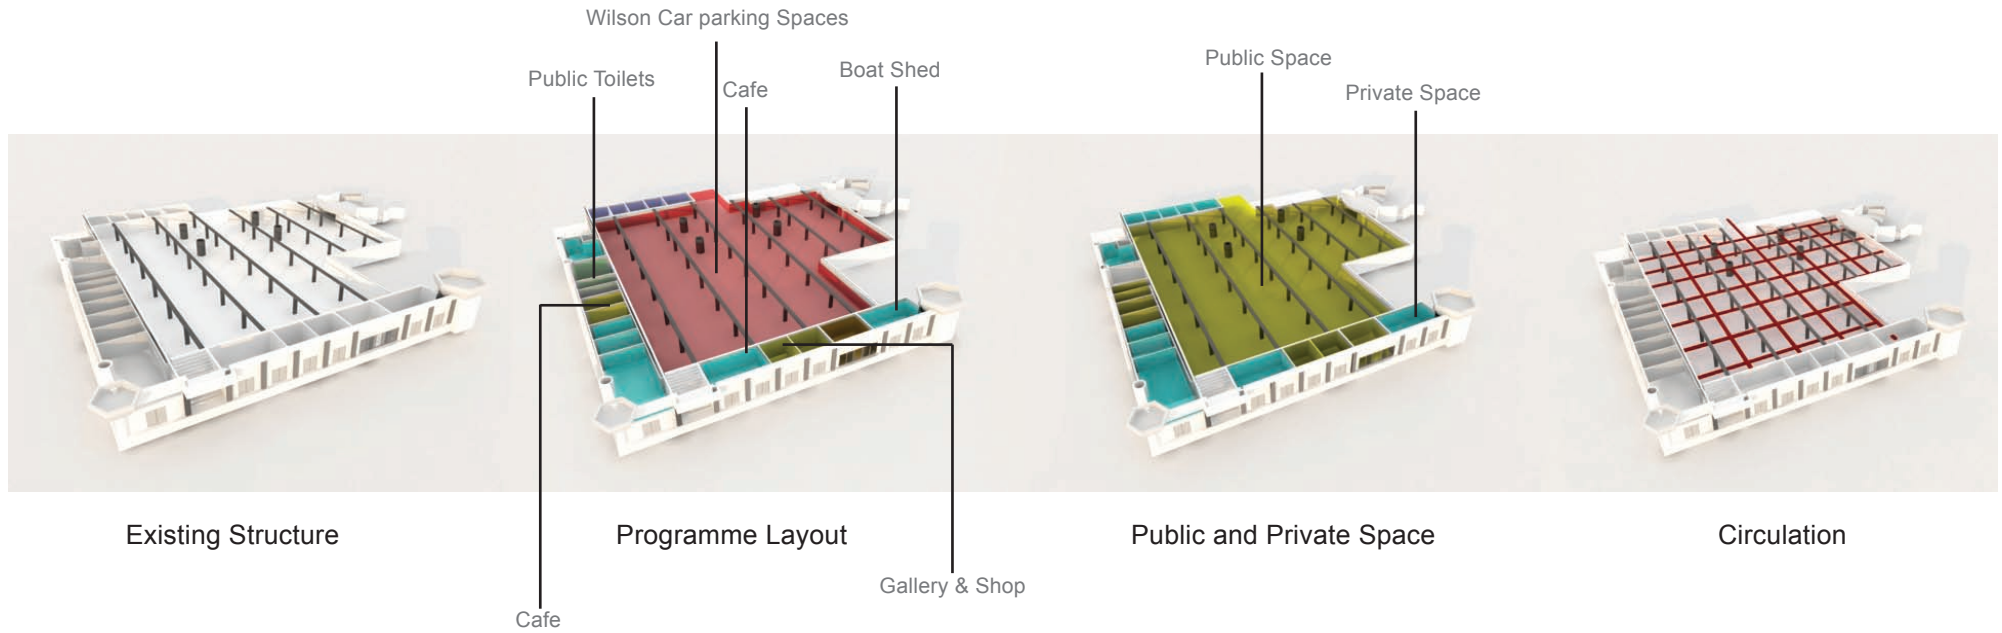 Wilson Car parking Spaces
Public Toilets
Cafe
Boat Shed
Public Space
Private Space
Existing Structure
Programme Layout
Public and Private Space
Circulation
Gallery & Shop
Cafe